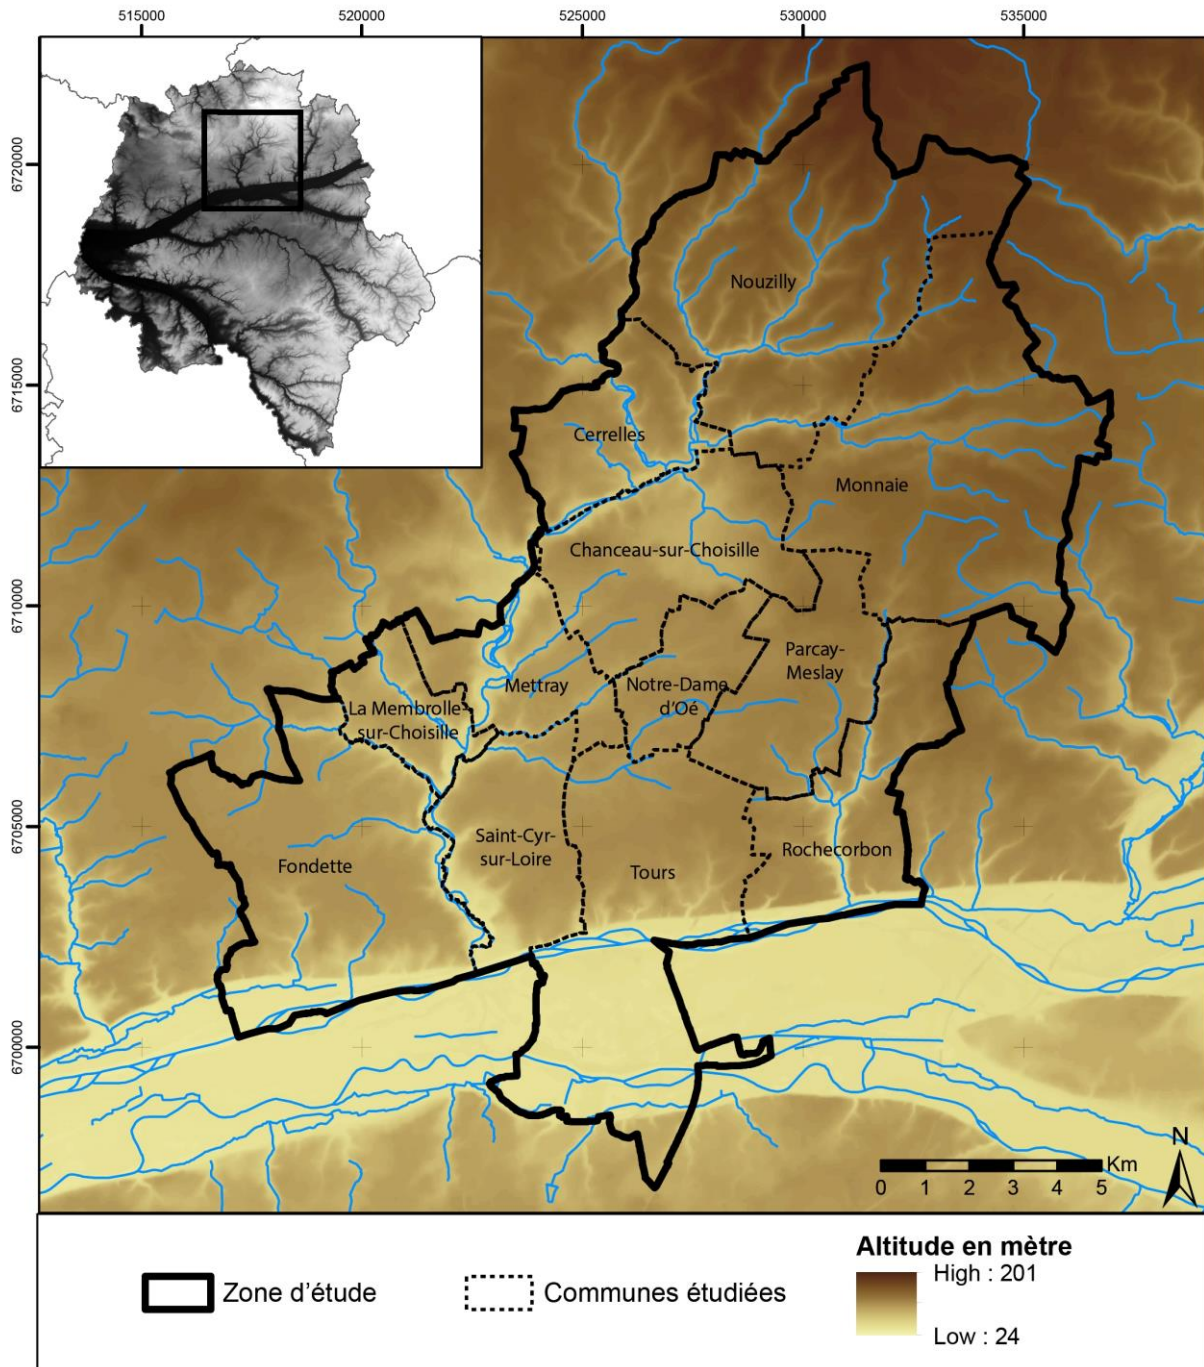 515000
520000
525000
530000
535000
6720000
6715000
6710000
6705000
6700000
Nouzilly
Cerrelles
Monnaie
Chanceau-sur-Choisille
Parcay-
Meslay
Mettray
Notre-Dame
d'Oé
La Membrolle-
sur-Choisille
Saint-Cyr-
sur-Loire
Rochecorbon
Fondette
Tours
N
Km
0 1 2 3 4 5
Zone d'étude
Communes étudiées
Altitude en mètre
High : 201
Low : 24